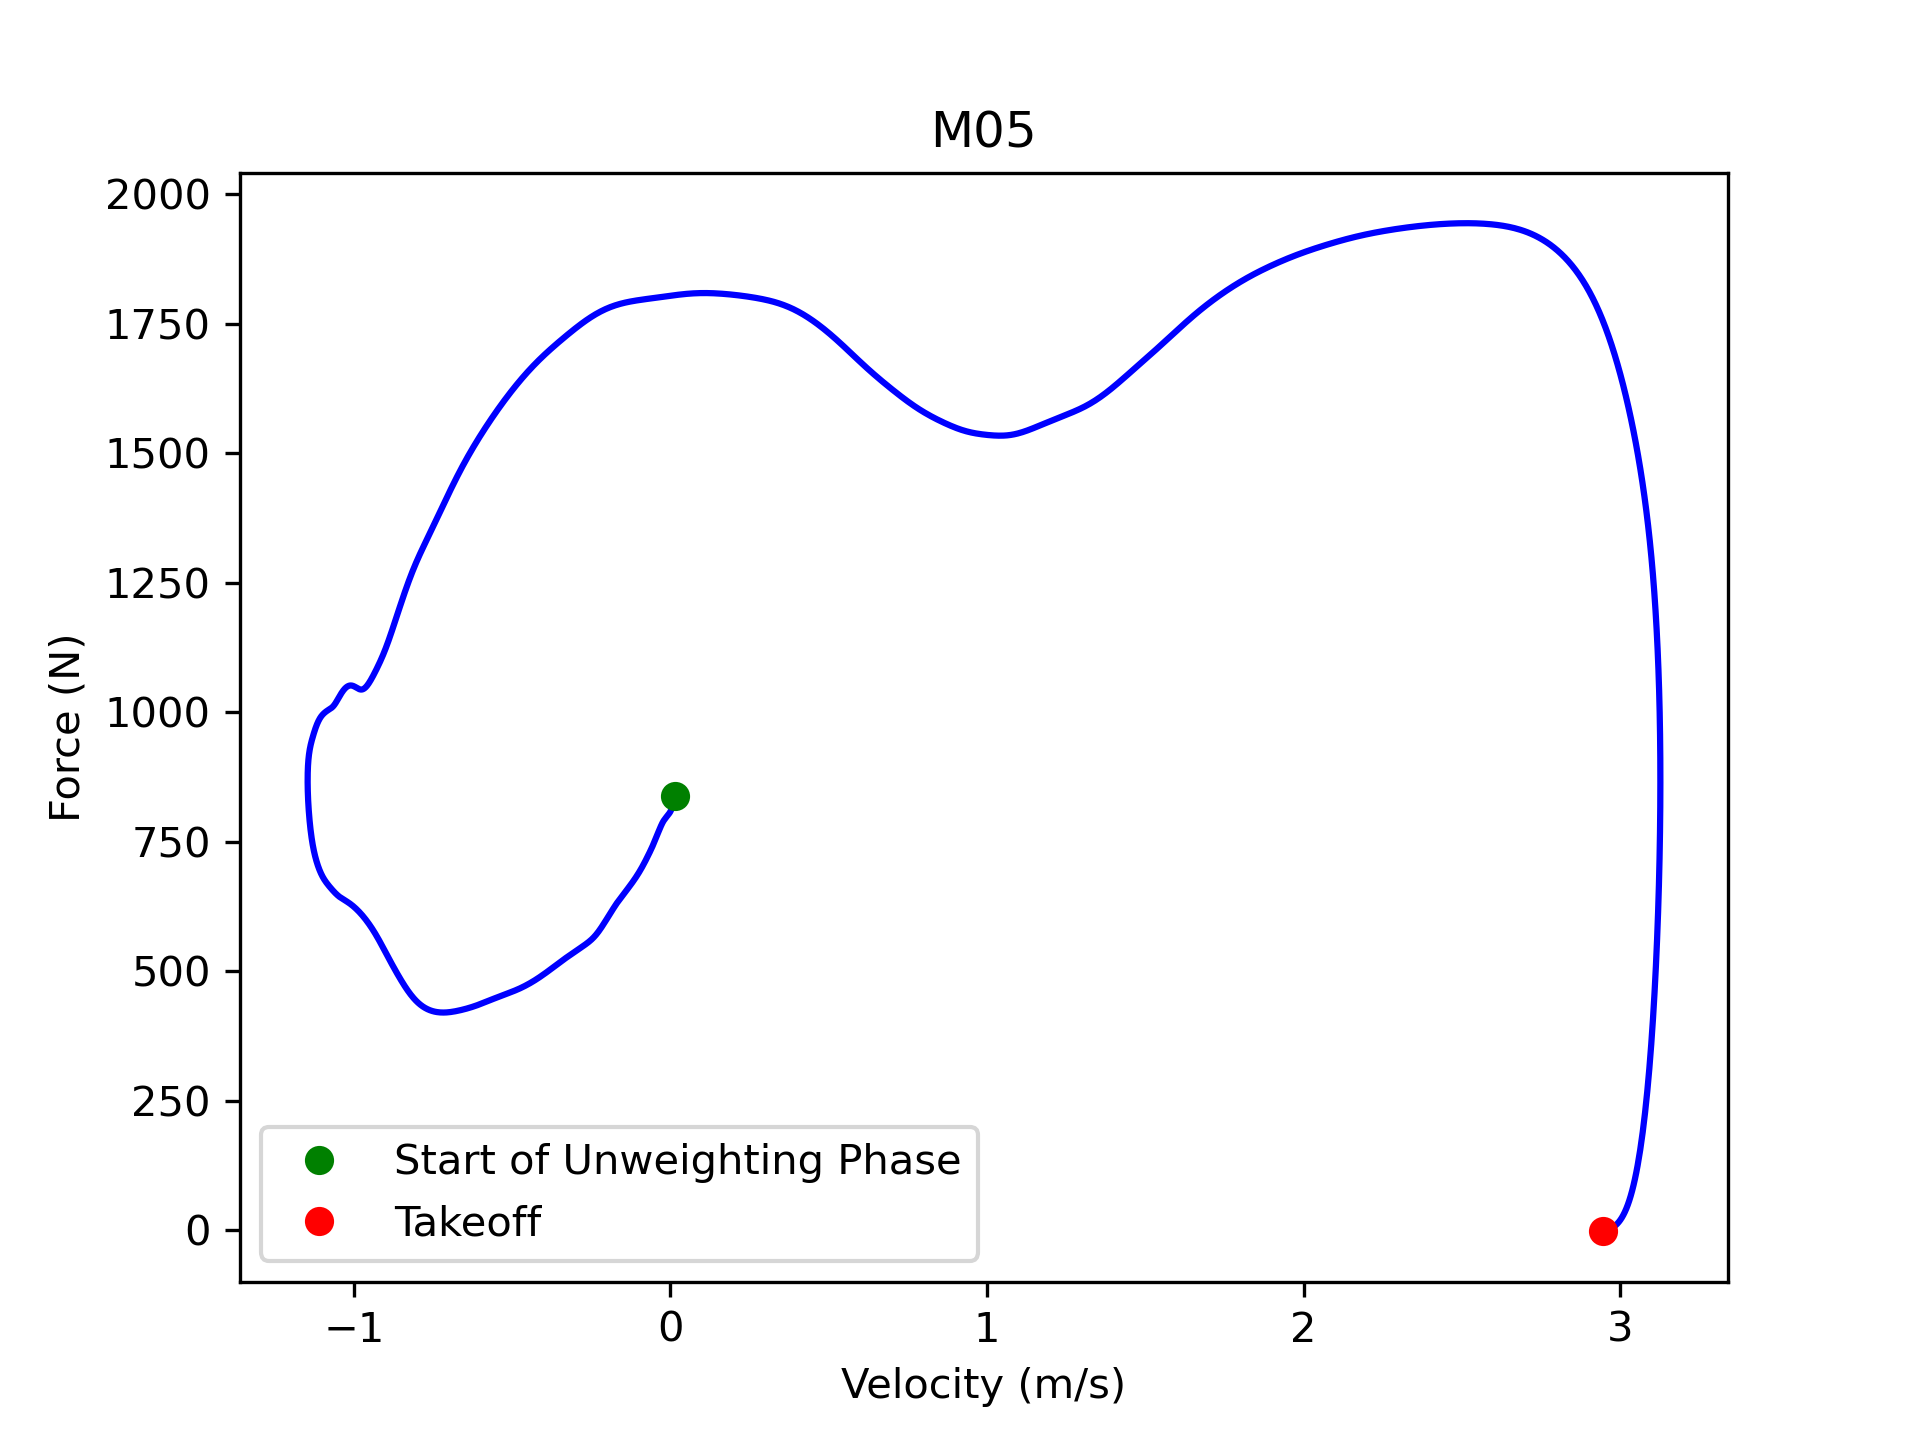 M05
2000
1750
1500
1250
1000
750
500
250
0
Force (N)
Start of Unweighting Phase
Takeoff
−1 0 1 2 3
Velocity (m/s)